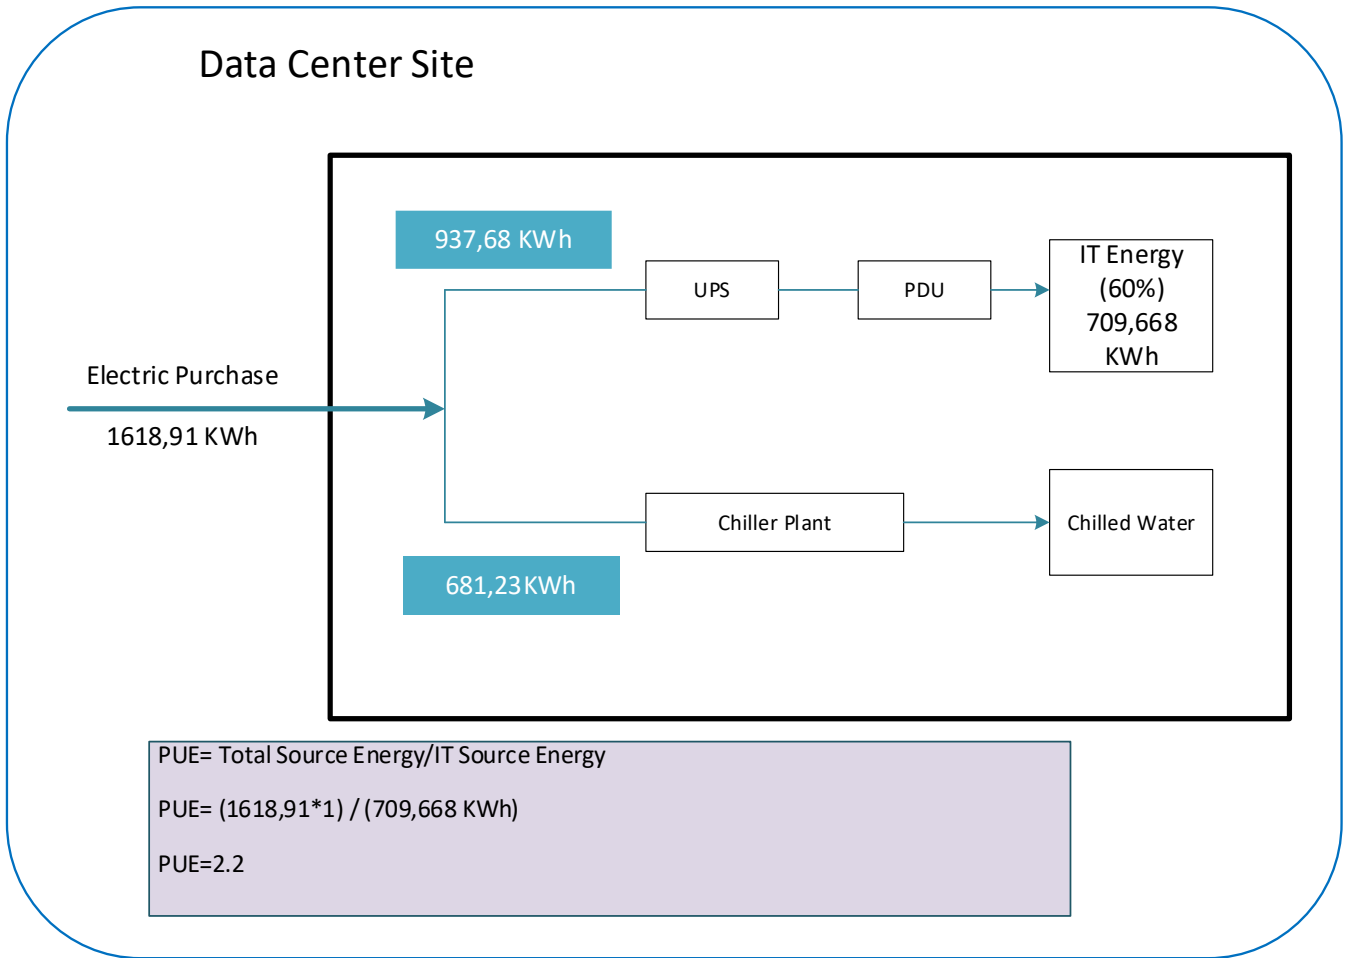 Data Center Site
937,68 KWh
UPS
PDU
IT Energy
(60%)
709,668
KWh
Electric Purchase
1618,91 KWh
Chiller Plant
Chilled Water
681,23KWh
PUE= Total Source Energy/IT Source Energy
PUE= (1618,91*1) / (709,668 KWh)
PUE=2.2